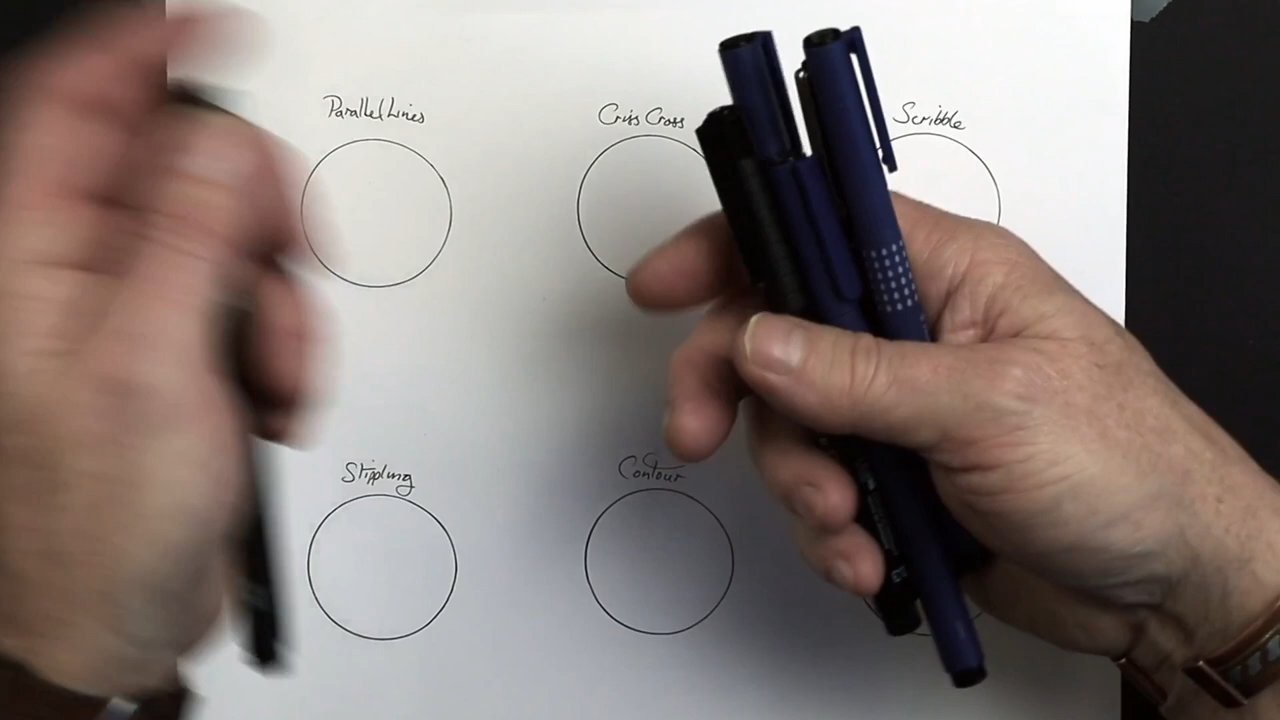 Parallel Lines
Criss Cross
Scribble
Stippling
Contour